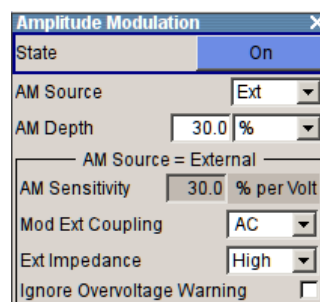 Amplitude Modulation
State On
AM Source Ext
AM Depth 30.0 %
AM Source = External
AM Sensitivity 30.0 % per Volt
Mod Ext Coupling AC
Ext Impedance High
Ignore Overvoltage Warning